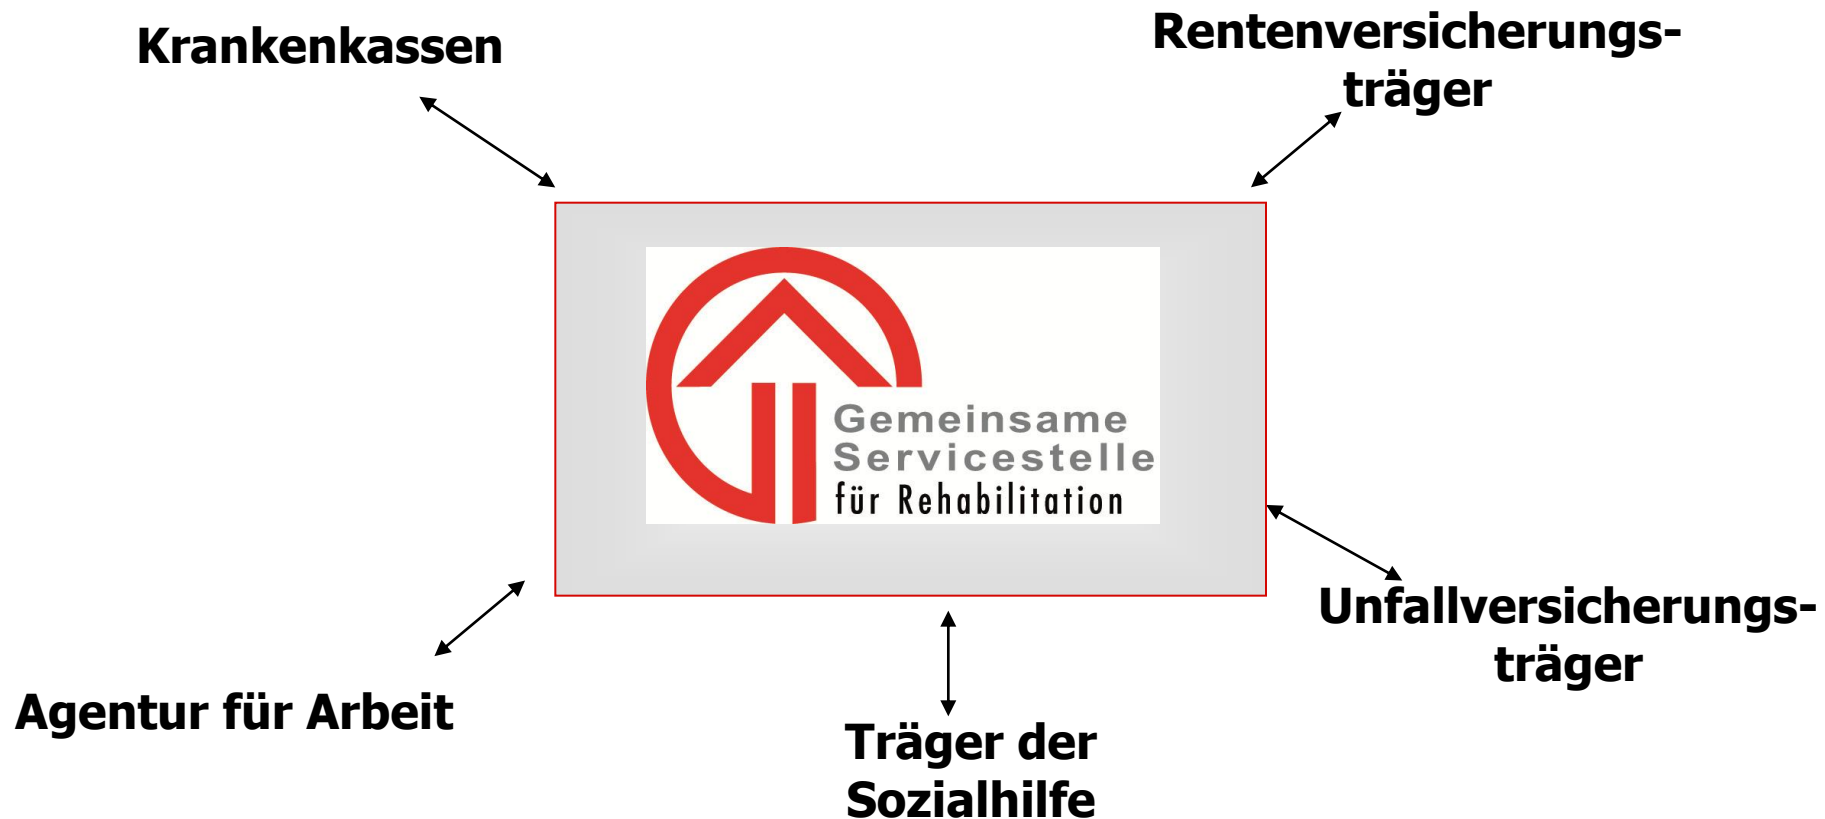 Krankenkassen
Rentenversicherungs-
träger
Gemeinsame
Servicestelle
für Rehabilitation
Unfallversicherungs-
träger
Agentur für Arbeit
Träger der
Sozialhilfe